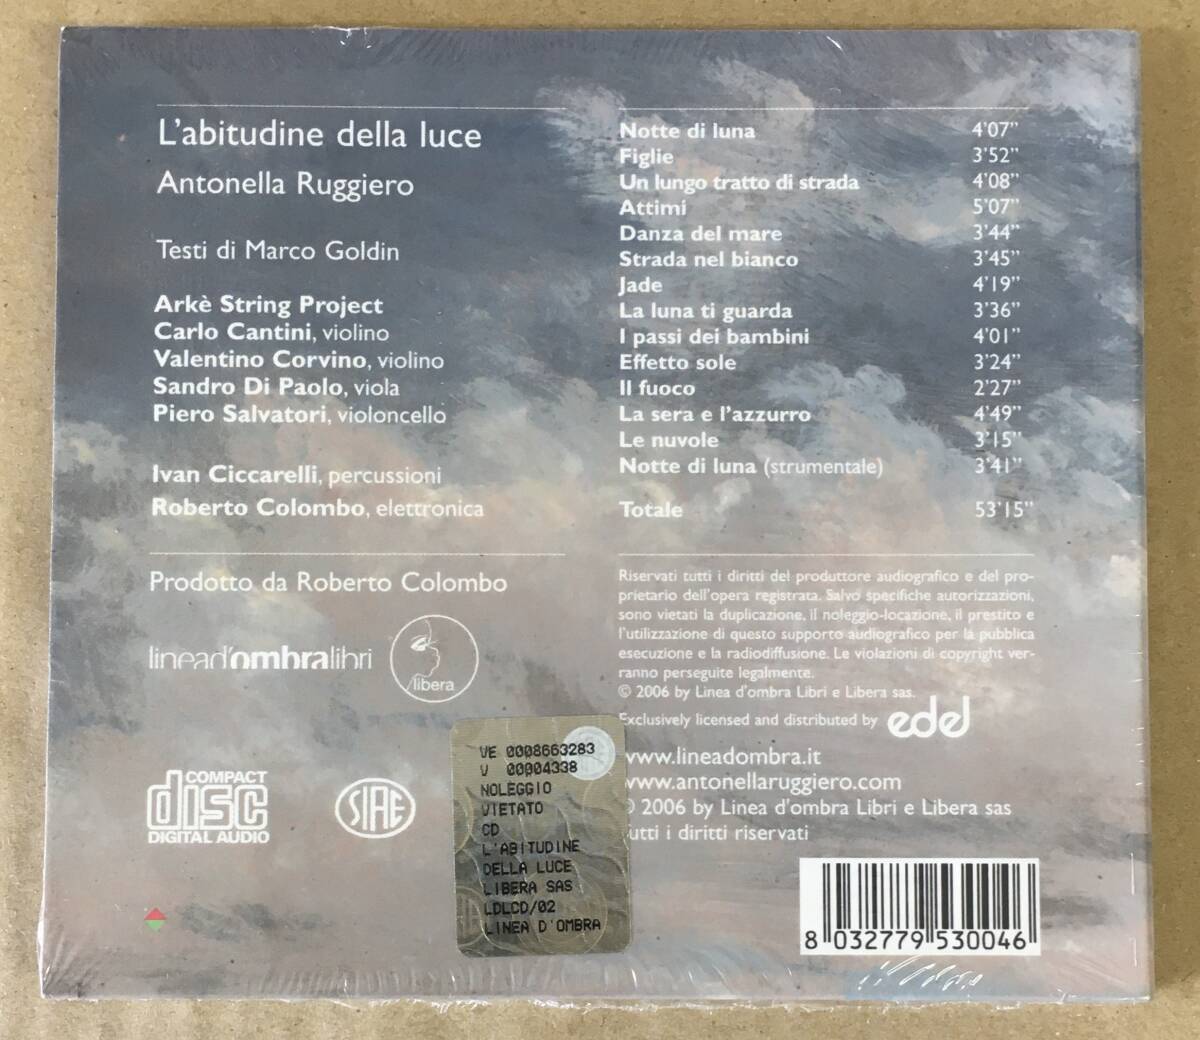 L'abitudine della luce
Antonella Ruggiero
Testi di Marco Goldin
Arkè String Project
Carlo Cantini, violino
Valentino Corvino, violino
Sandro Di Paolo, viola
Piero Salvatori, violoncello
Ivan Ciccarelli, percussioni
Roberto Colombo, elettronica
Prodotto da Roberto Colombo
linead'ombralibri
libera
COMPACT
disc
DIGITAL AUDIO
SIAE
Notte di luna 4'07"
Figlie 3'52"
Un lungo tratto di strada 4'08"
Attimi 5'07"
Danza del mare 3'44"
Strada nel bianco 3'45"
Jade 4'19"
La luna ti guarda 3'36"
I passi dei bambini 4'01"
Effetto sole 3'24"
Il fuoco 2'27"
La sera e l'azzurro 4'49"
Le nuvole 3'15"
Notte di luna (strumentale) 3'41"
Totale 53'15"
Riservati tutti i diritti del produttore audiografico e del pro-
prietario dell'opera registrata. Salvo specifiche autorizzazioni,
sono vietati la duplicazione, il noleggio-locazione, il prestito e
l'utilizzazione di questo supporto audiografico per la pubblica
esecuzione e la radiodiffusione. Le violazioni di copyright ver-
ranno perseguite legalmente.
© 2006 by Linea d'ombra Libri e Libera sas.
Exclusively licensed and distributed by edel
www.lineadombra.it
www.antonellaruggiero.com
© 2006 by Linea d'ombra Libri e Libera sas
Tutti i diritti riservati
VE 0008663283
V 00004338
NOLEGGIO
VIETATO
CD
L'ABITUDINE
DELLA LUCE
LIBERA SAS
LDLCD/02
LINEA D'OMBRA
8 032779 530046